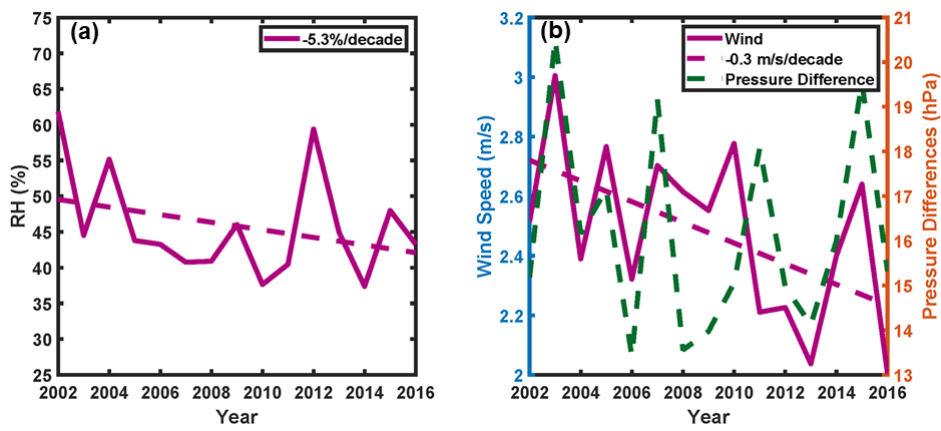 (a)
-5.3%/decade
75
70
65
60
55
50
45
40
35
30
25
RH (%)
2002 2004 2006 2008 2010 2012 2014 2016
Year
(b)
Wind
-0.3 m/s/decade
Pressure Difference
3.2
3
2.8
2.6
2.4
2.2
2
Wind Speed (m/s)
21
20
19
18
17
16
15
14
13
Pressure Differences (hPa)
2002 2004 2006 2008 2010 2012 2014 2016
Year